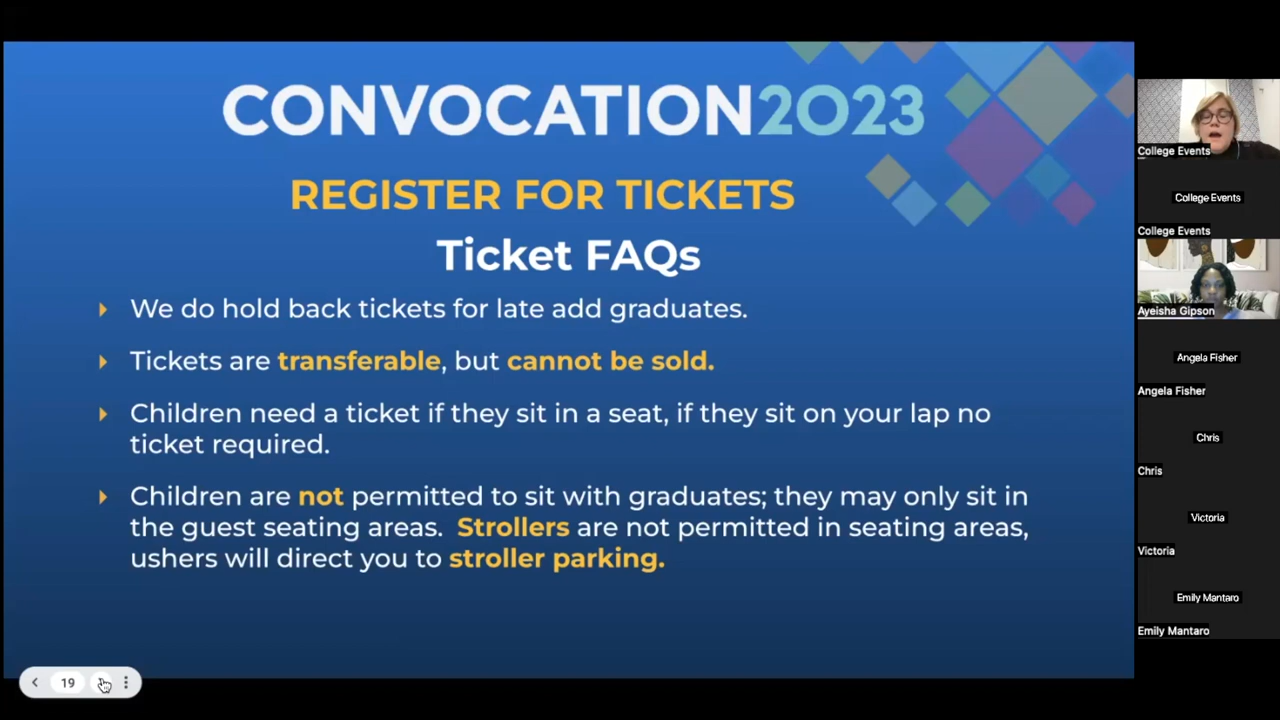 CONVOCATION2023
REGISTER FOR TICKETS
Ticket FAQs
We do hold back tickets for late add graduates.
Tickets are transferable, but cannot be sold.
Children need a ticket if they sit in a seat, if they sit on your lap no
ticket required.
Children are not permitted to sit with graduates; they may only sit in
the guest seating areas. Strollers are not permitted in seating areas,
ushers will direct you to stroller parking.
19
College Events
College Events
College Events
Ayeisha Gipson
Angela Fisher
Angela Fisher
Chris
Chris
Victoria
Victoria
Emily Mantaro
Emily Mantaro